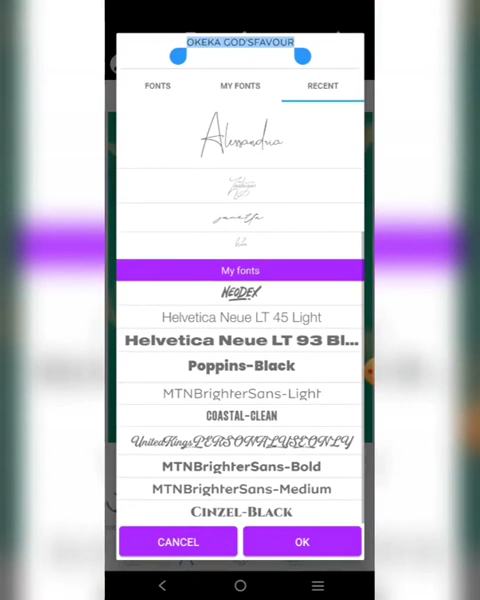 OKEKA GOD'SFAVOUR
FONTS
MY FONTS
RECENT
Alessandria
My fonts
NEODEX
Helvetica Neue LT 45 Light
Helvetica Neue LT 93 Bl...
Poppins-Black
MTNBrighterSans-Light
COASTAL-CLEAN
UnitedKingsPERSONALUSEONLY
MTNBrighterSans-Bold
MTNBrighterSans-Medium
CINZEL-BLACK
CANCEL
OK